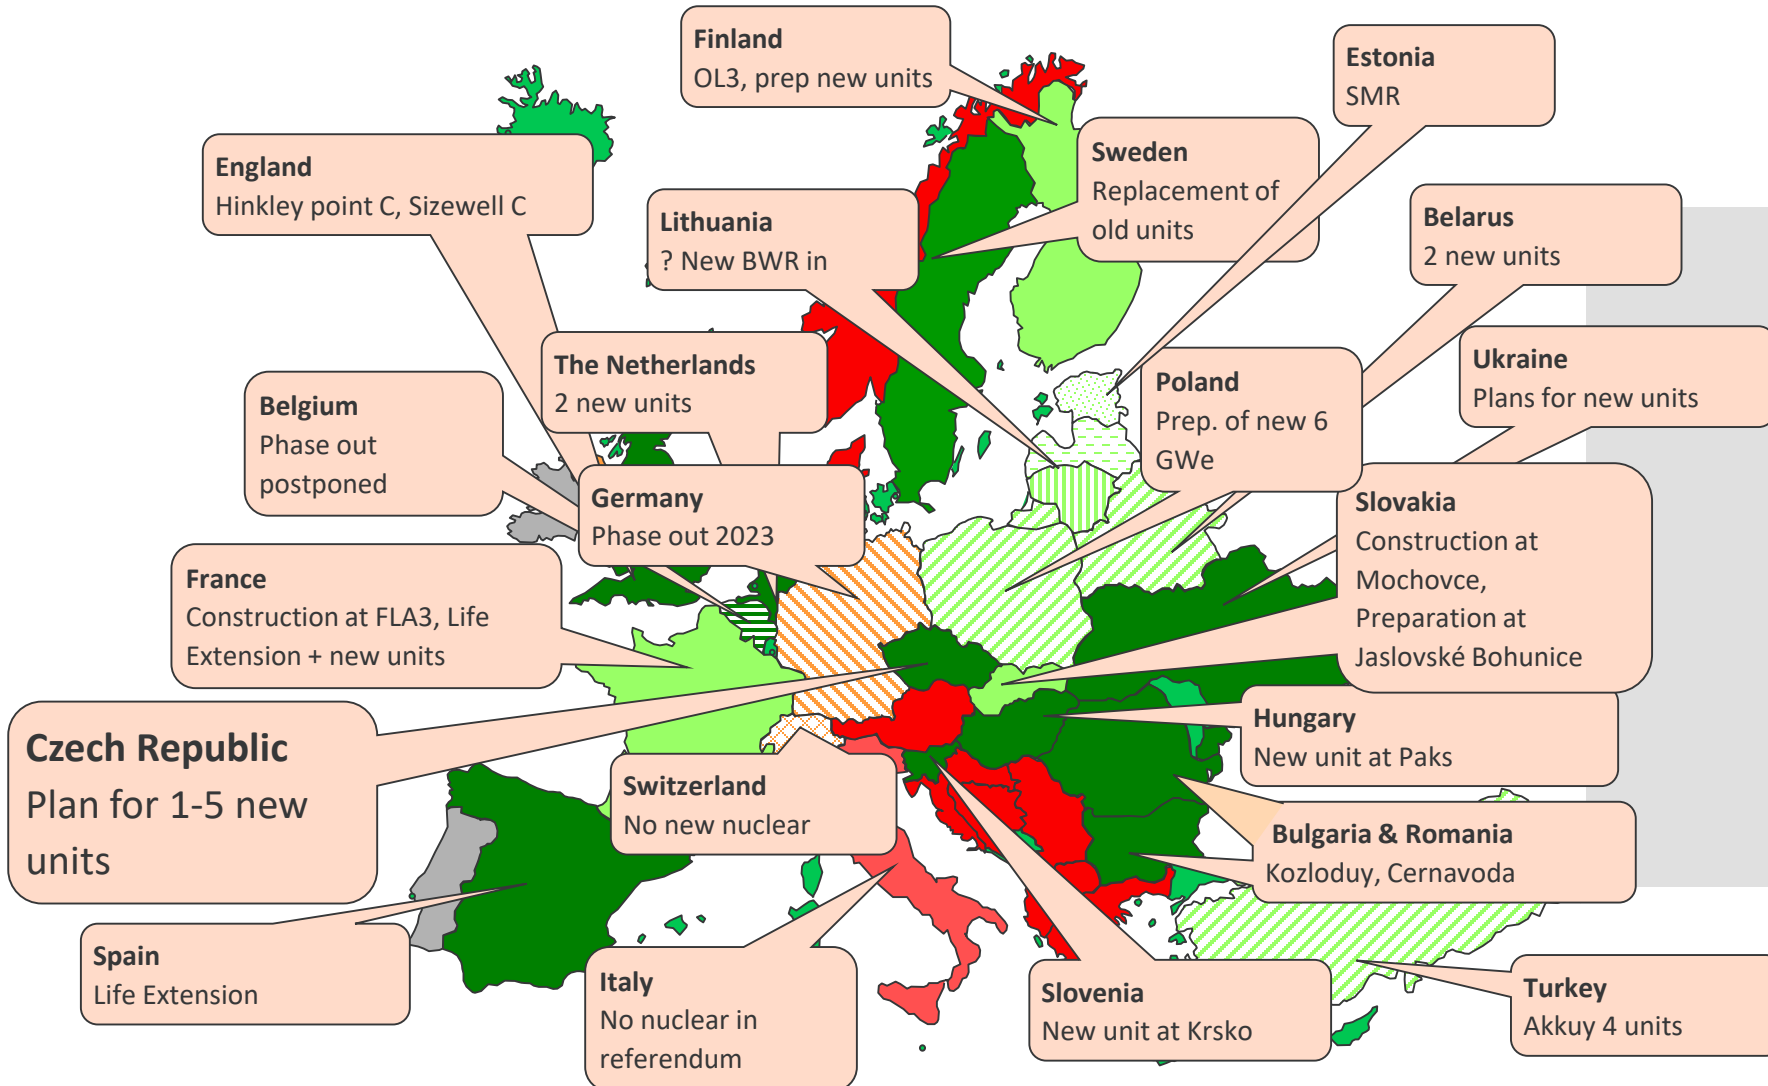 Finland
OL3, prep new units
Estonia
SMR
England
Hinkley point C, Sizewell C
Sweden
Replacement of
old units
Lithuania
? New BWR in
Belarus
2 new units
The Netherlands
2 new units
Ukraine
Plans for new units
Belgium
Phase out
postponed
Poland
Prep. of new 6
GWe
Germany
Phase out 2023
Slovakia
Construction at
Mochovce,
Preparation at
Jaslovské Bohunice
France
Construction at FLA3, Life
Extension + new units
Hungary
New unit at Paks
Czech Republic
Plan for 1-5 new
units
Switzerland
No new nuclear
Bulgaria & Romania
Kozloduy, Cernavoda
Spain
Life Extension
Italy
No nuclear in
referendum
Slovenia
New unit at Krsko
Turkey
Akkuy 4 units